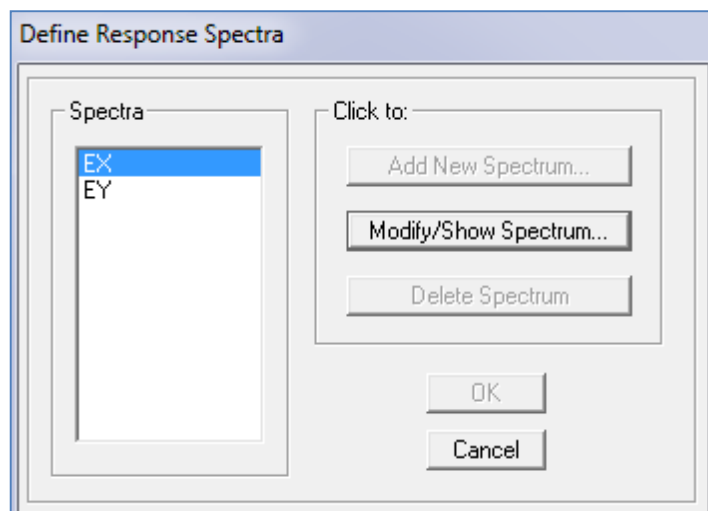 Define Response Spectra
Spectra
EX
EY
Click to:
Add New Spectrum...
Modify/Show Spectrum...
Delete Spectrum
OK
Cancel